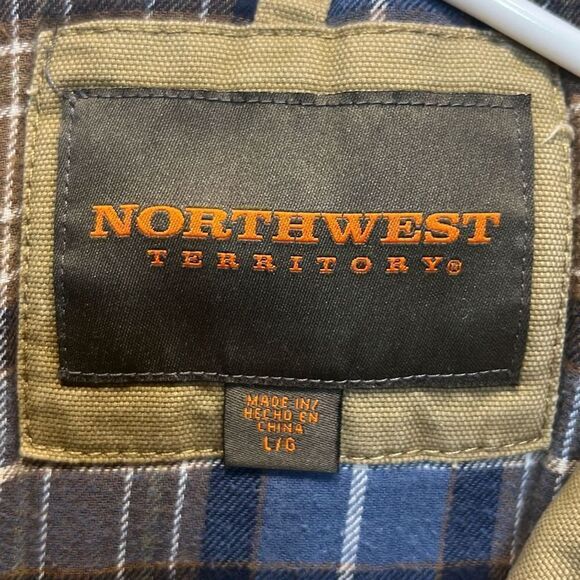 NORTHWEST
TERRITORY®
MADE IN/
HECHO EN
CHINA
L/G